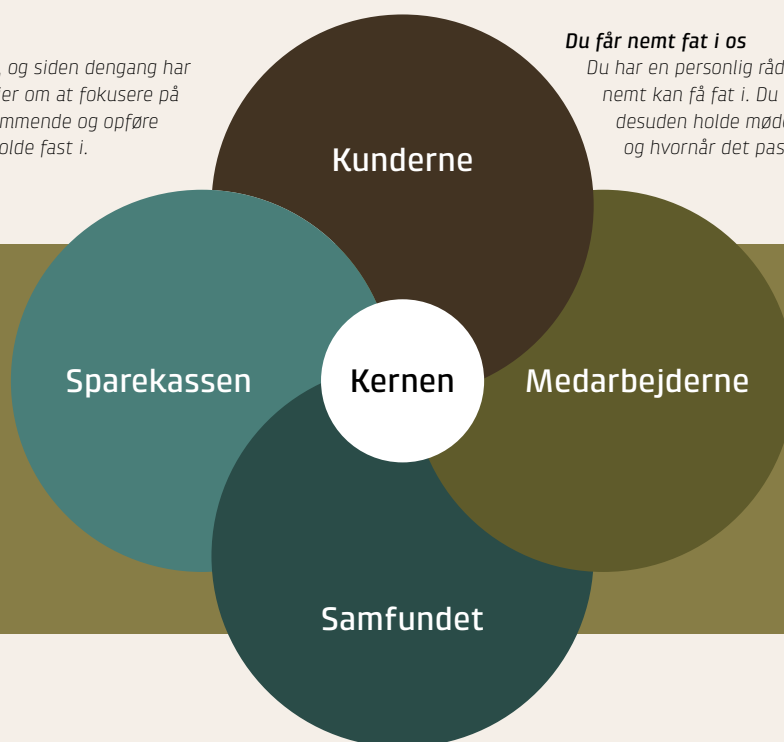 , og siden dengang har
er om at fokusere på
mmende og opføre
olde fast i.
Du får nemt fat i os
Du har en personlig råd
nemt kan få fat i. Du
desuden holde møde
og hvornår det pas
Kunderne
Sparekassen
Kernen
Medarbejderne
Samfundet